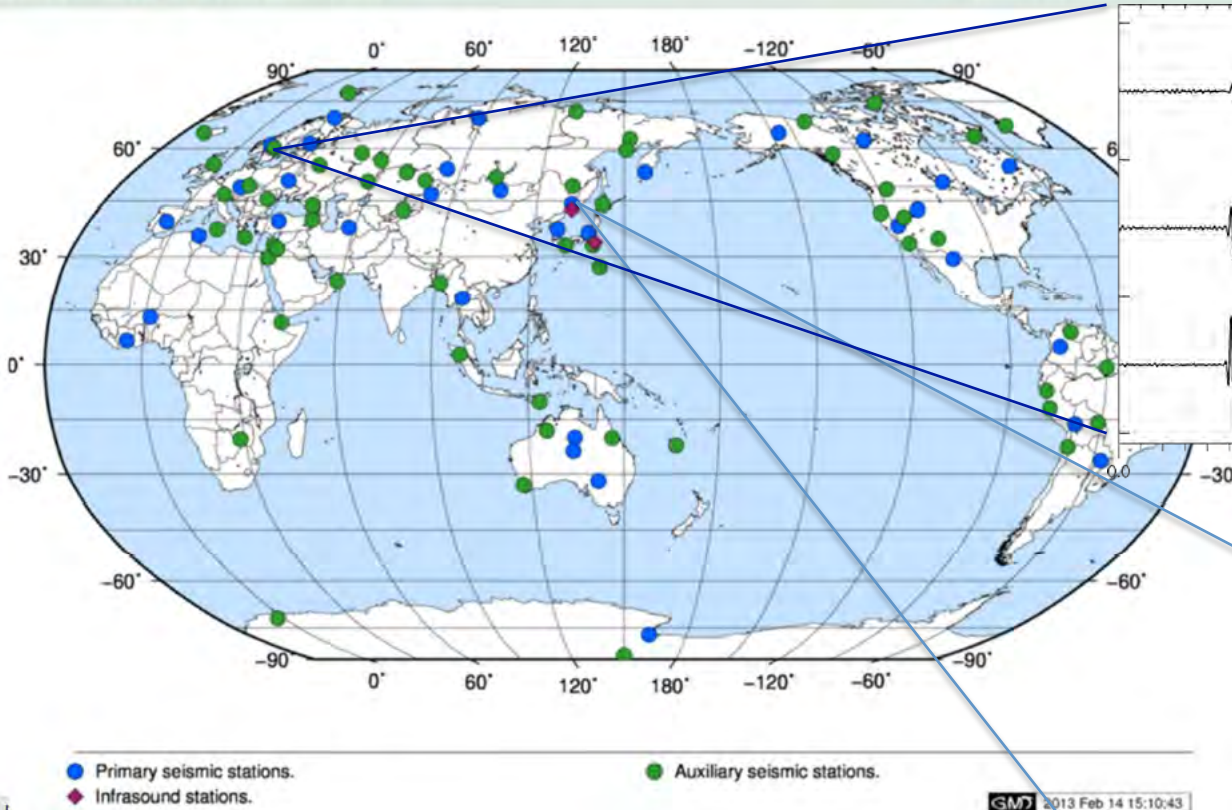 0° 60° 120° 180° −120° −60°
90° 90°
60° 6
30°
0°
0.0
−30° −30
−60° −60°
−90° −90°
0° 60° 120° 180° −120° −60°
Primary seismic stations. Auxiliary seismic stations.
Infrasound stations.
GMT 2013 Feb 14 15:10:43